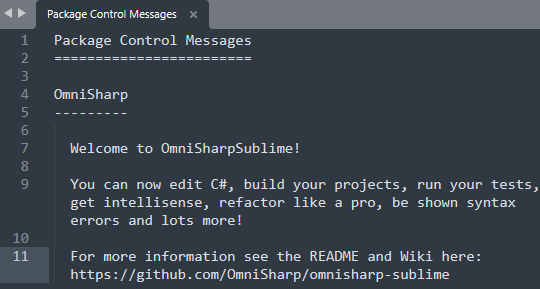 Package Control Messages
1 Package Control Messages
2 ========================
3
4 OmniSharp
5 ---------
6
7 Welcome to OmniSharpSublime!
8
9 You can now edit C#, build your projects, run your tests,
get intellisense, refactor like a pro, be shown syntax
errors and lots more!
10
11 For more information see the README and Wiki here:
https://github.com/OmniSharp/omnisharp-sublime